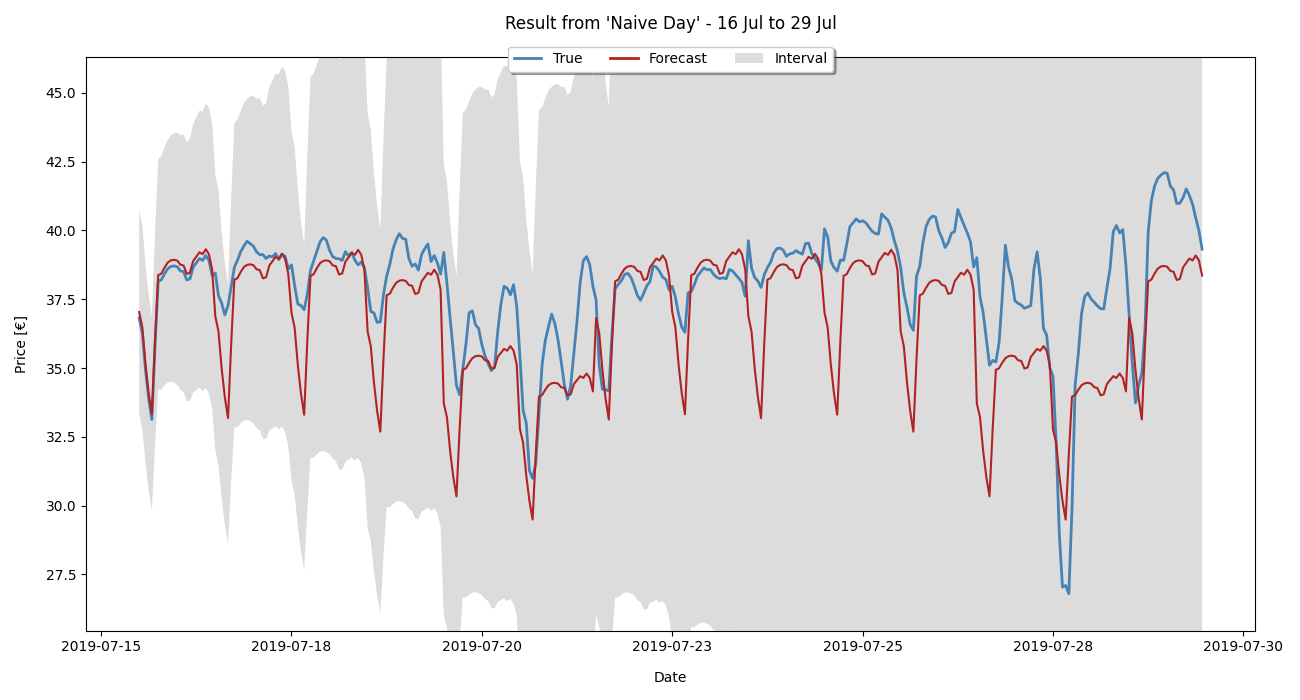 Result from 'Naive Day' - 16 Jul to 29 Jul
True Forecast Interval
45.0
42.5
40.0
37.5
35.0
32.5
30.0
27.5
Price [€]
2019-07-15 2019-07-18 2019-07-20 2019-07-23 2019-07-25 2019-07-28 2019-07-30
Date